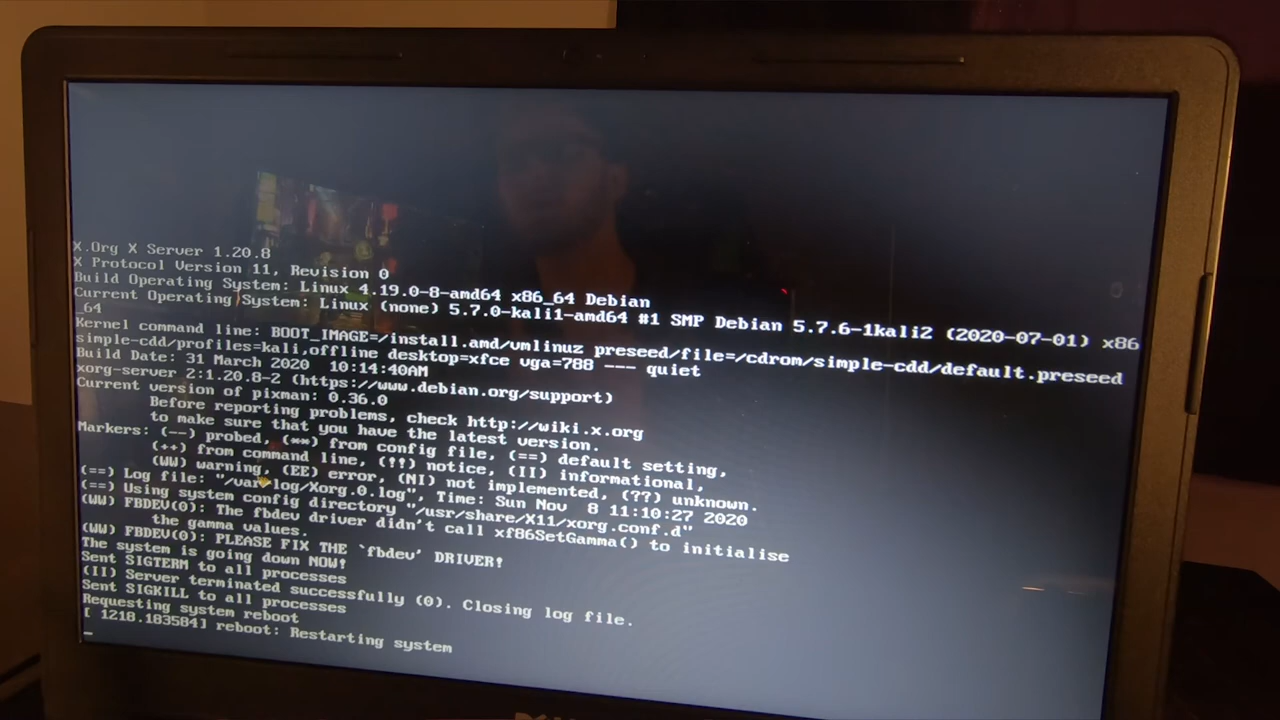 X.Org X Server 1.20.8
X Protocol Version 11, Revision 0
Build Operating System: Linux 4.19.0-8-amd64 x86_64 Debian
Current Operating System: Linux (none) 5.7.0-kali1-amd64 #1 SMP Debian 5.7.6-1kali2 (2020-07-01) x86
_64
Kernel command line: BOOT_IMAGE=/install.amd/vmlinuz preseed/file=/cdrom/simple-cdd/default.preseed
simple-cdd/profiles=kali,offline desktop=xfce vga=788 --- quiet
Build Date: 31 March 2020  10:14:40AM
xorg-server 2:1.20.8-2 (https://www.debian.org/support)
Current version of pixman: 0.36.0
Before reporting problems, check http://wiki.x.org
to make sure that you have the latest version.
Markers: (--) probed, (**) from config file, (==) default setting,
(++) from command line, (!!) notice, (II) informational,
(WW) warning, (EE) error, (NI) not implemented, (??) unknown.
(==) Log file: "/var/log/Xorg.0.log", Time: Sun Nov  8 11:10:27 2020
(==) Using system config directory "/usr/share/X11/xorg.conf.d"
(WW) FBDEV(0): The fbdev driver didn't call xf86SetGamma() to initialise
the gamma values.
(WW) FBDEV(0): PLEASE FIX THE `fbdev' DRIVER!
The system is going down NOW!
Sent SIGTERM to all processes
(II) Server terminated successfully (0). Closing log file.
Sent SIGKILL to all processes
Requesting system reboot
[ 1218.183584] reboot: Restarting system